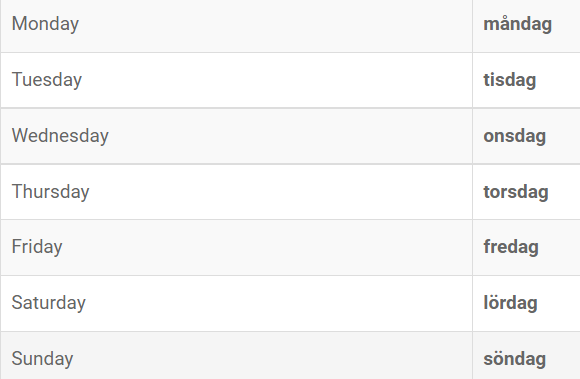 Monday måndag
Tuesday tisdag
Wednesday onsdag
Thursday torsdag
Friday fredag
Saturday lördag
Sunday söndag